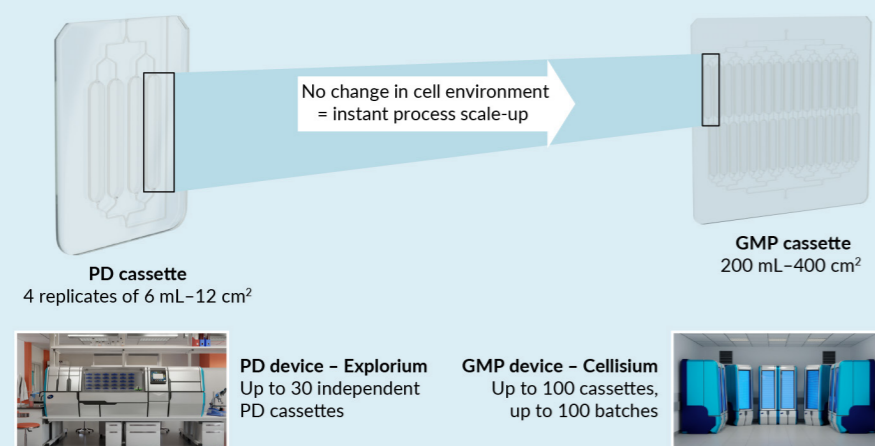 No change in cell environment
= instant process scale-up
PD cassette
4 replicates of 6 mL–12 cm²
GMP cassette
200 mL–400 cm²
PD device – Explorium
Up to 30 independent
PD cassettes
GMP device – Cellisium
Up to 100 cassettes,
up to 100 batches